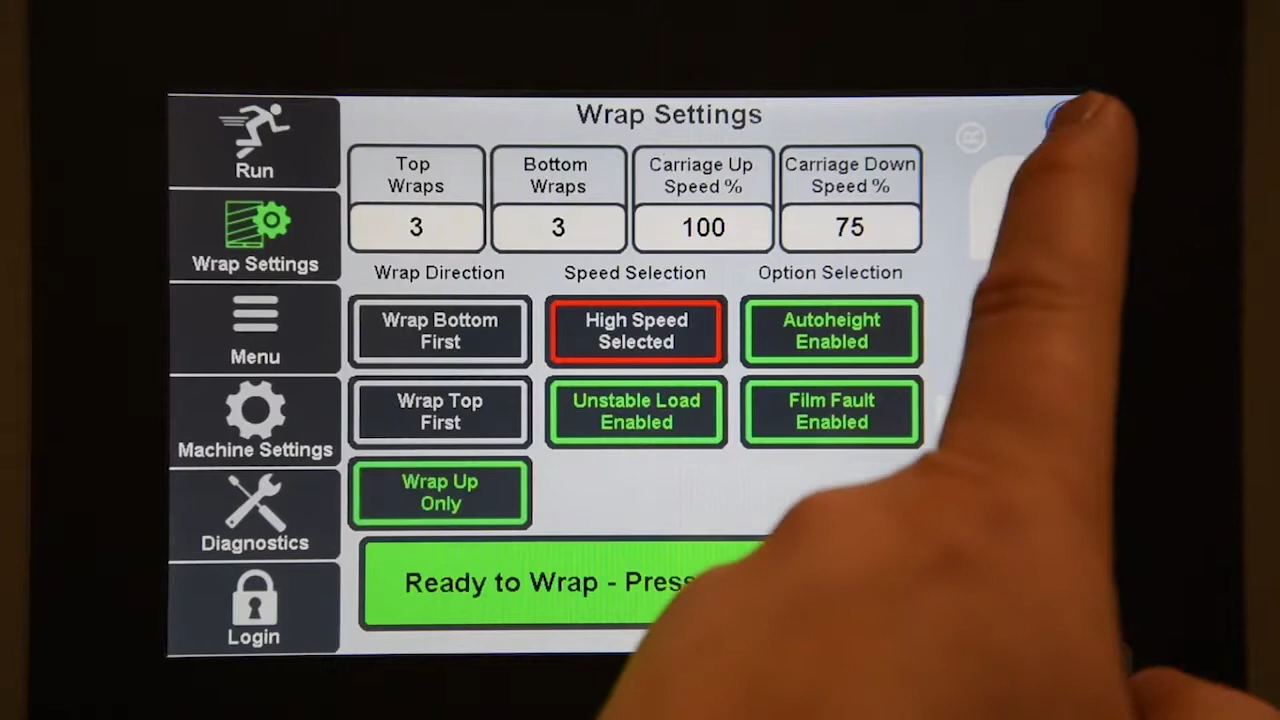 Run
Wrap Settings
Menu
Machine Settings
Diagnostics
Login
Wrap Settings
Top
Wraps
3
Bottom
Wraps
3
Carriage Up
Speed %
100
Carriage Down
Speed %
75
Wrap Direction
Speed Selection
Option Selection
Wrap Bottom
First
High Speed
Selected
Autoheight
Enabled
Wrap Top
First
Unstable Load
Enabled
Film Fault
Enabled
Wrap Up
Only
Ready to Wrap - Press
®